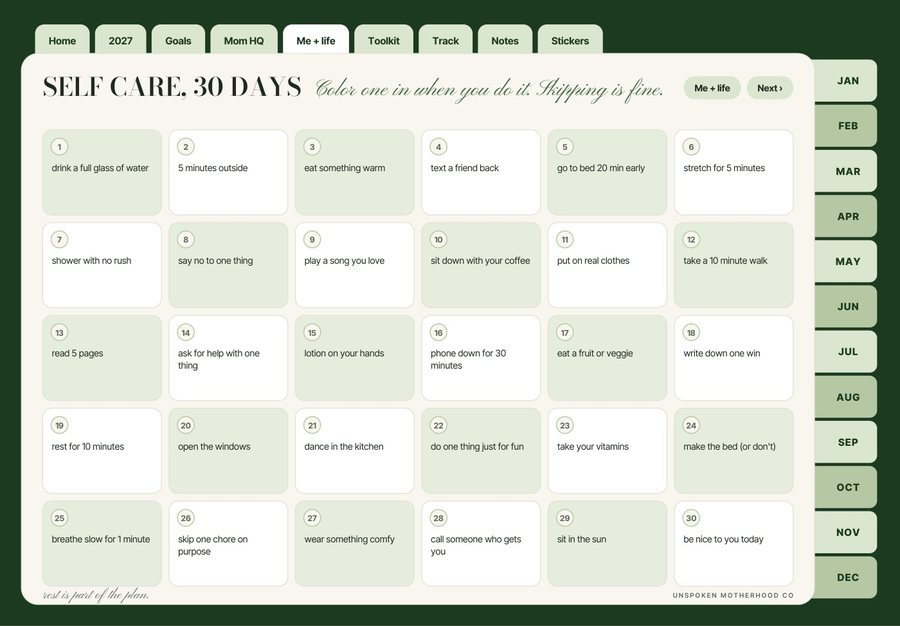 Home 2027 Goals Mom HQ Me + life Toolkit Track Notes Stickers
SELF CARE, 30 DAYS Color one in when you do it. Skipping is fine. Me + life Next ›
1
drink a full glass of water
2
5 minutes outside
3
eat something warm
4
text a friend back
5
go to bed 20 min early
6
stretch for 5 minutes
7
shower with no rush
8
say no to one thing
9
play a song you love
10
sit down with your coffee
11
put on real clothes
12
take a 10 minute walk
13
read 5 pages
14
ask for help with one
thing
15
lotion on your hands
16
phone down for 30
minutes
17
eat a fruit or veggie
18
write down one win
19
rest for 10 minutes
20
open the windows
21
dance in the kitchen
22
do one thing just for fun
23
take your vitamins
24
make the bed (or don't)
25
breathe slow for 1 minute
26
skip one chore on
purpose
27
wear something comfy
28
call someone who gets
you
29
sit in the sun
30
be nice to you today
rest is part of the plan.
UNSPOKEN MOTHERHOOD CO
JAN
FEB
MAR
APR
MAY
JUN
JUL
AUG
SEP
OCT
NOV
DEC